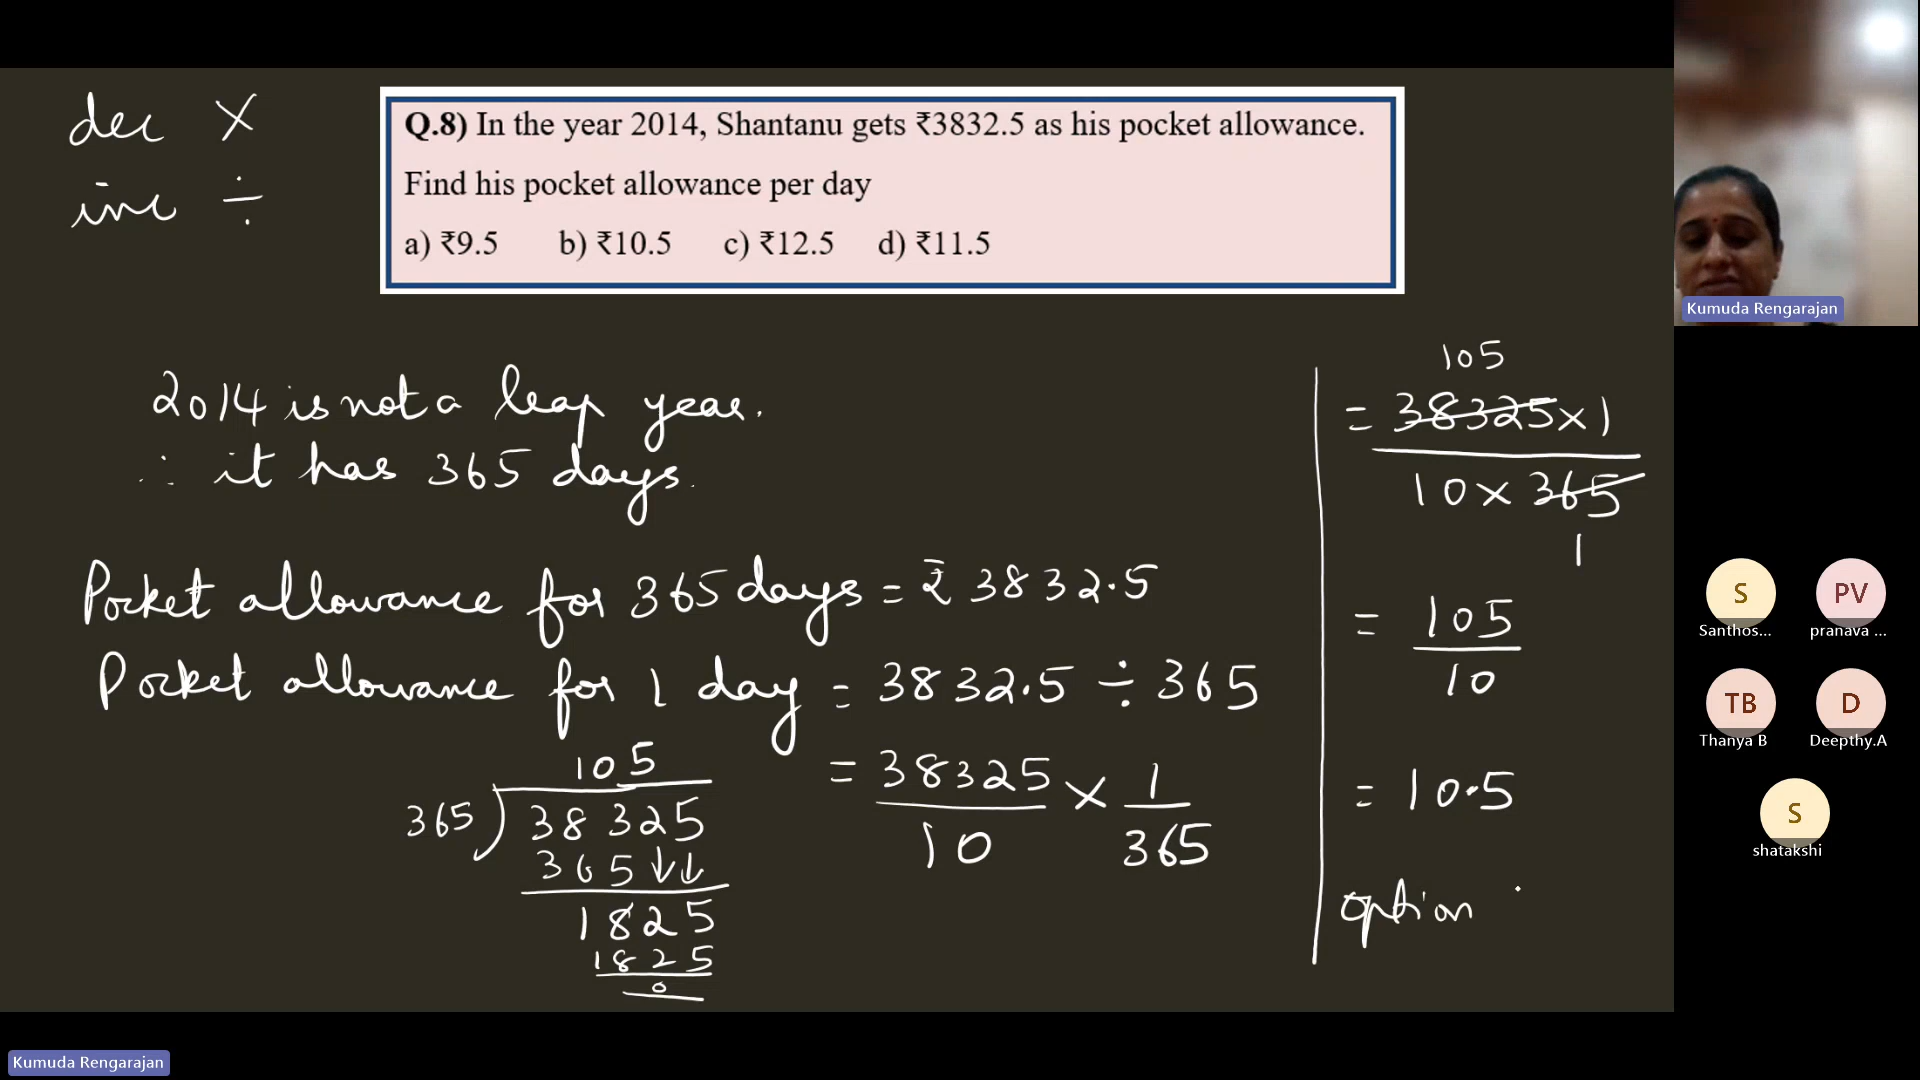 dec X
inc ÷
Q.8) In the year 2014, Shantanu gets ₹3832.5 as his pocket allowance.
Find his pocket allowance per day
a) ₹9.5 b) ₹10.5 c) ₹12.5 d) ₹11.5
2014 is not a leap year.
∴ it has 365 days.
Pocket allowance for 365 days = ₹ 3832.5
Pocket allowance for 1 day = 3832.5 ÷ 365
= 38325/10 × 1/365
105
365) 38325
365↓↓
1825
1825
0
105
= 38325 × 1
10 × 365
1
= 105
10
= 10.5
option
Kumuda Rengarajan
S PV
Santhos... pranava ...
TB D
Thanya B Deepthy.A
S
shatakshi
Kumuda Rengarajan